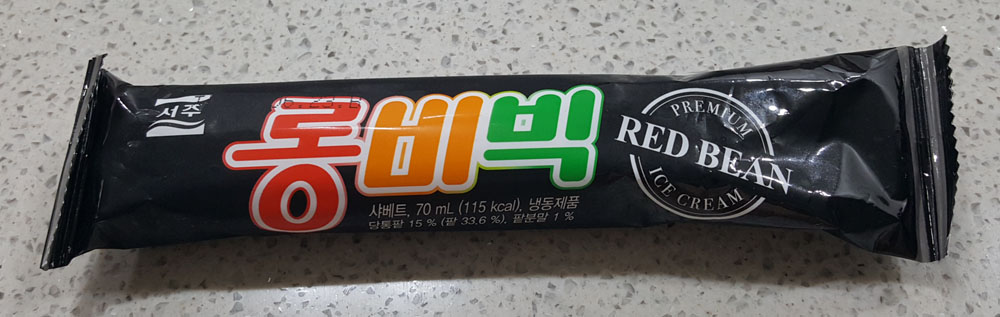 서주
통비빅
샤베트, 70 mL (115 kcal), 냉동제품
당통팥 15 % (팥 33.6 %), 팥분말 1 %
PREMIUM
RED BEAN
ICE CREAM